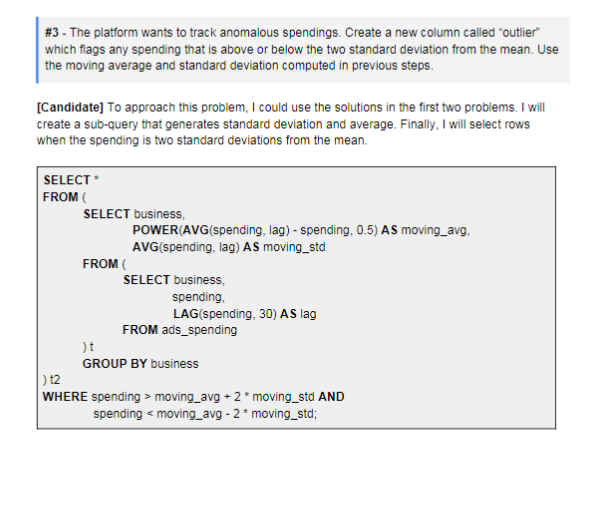 #3 - The platform wants to track anomalous spendings. Create a new column called "outlier"
which flags any spending that is above or below the two standard deviation from the mean. Use
the moving average and standard deviation computed in previous steps.
[Candidate] To approach this problem, I could use the solutions in the first two problems. I will
create a sub-query that generates standard deviation and average. Finally, I will select rows
when the spending is two standard deviations from the mean.
SELECT *
FROM (
SELECT business,
POWER(AVG(spending, lag) - spending, 0.5) AS moving_avg,
AVG(spending, lag) AS moving_std
FROM (
SELECT business,
spending,
LAG(spending, 30) AS lag
FROM ads_spending
) t
GROUP BY business
) t2
WHERE spending > moving_avg + 2 * moving_std AND
spending < moving_avg - 2 * moving_std;